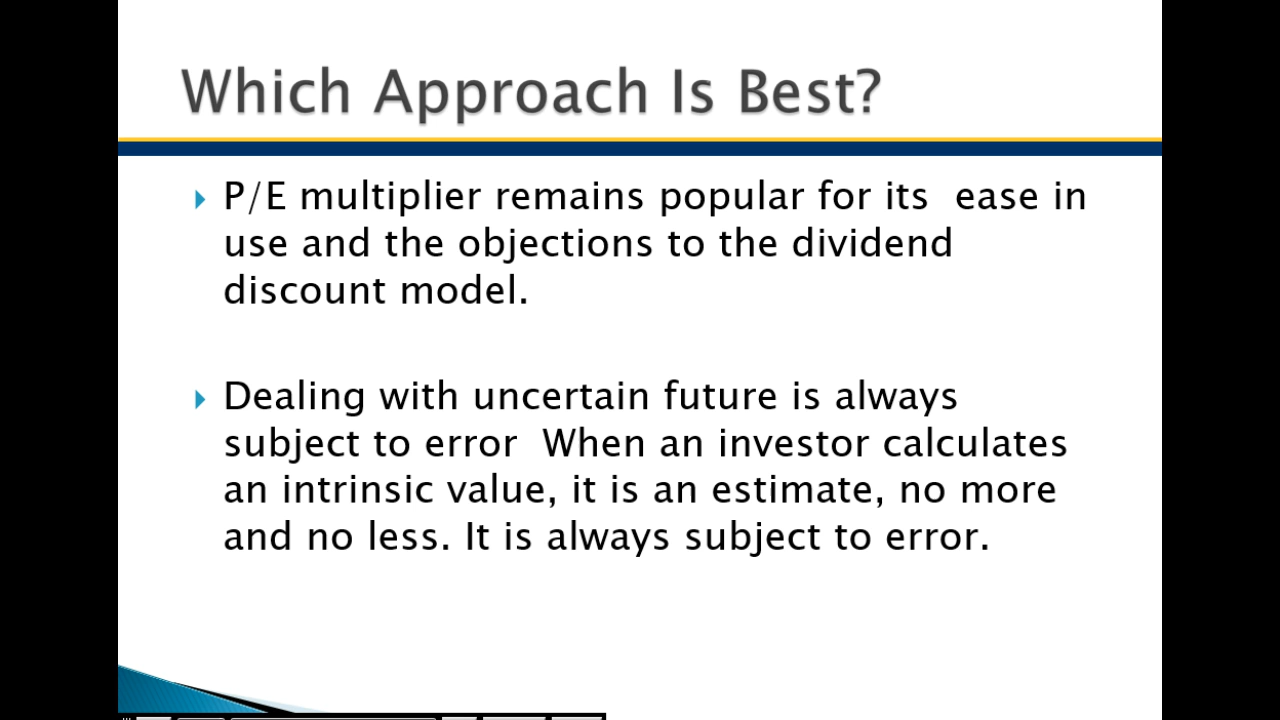 Which Approach Is Best?
P/E multiplier remains popular for its  ease in
use and the objections to the dividend
discount model.
Dealing with uncertain future is always
subject to error  When an investor calculates
an intrinsic value, it is an estimate, no more
and no less. It is always subject to error.